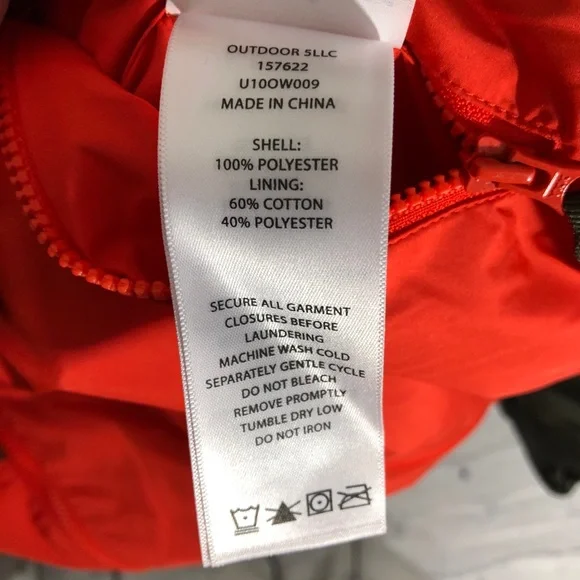 OUTDOOR 5LLC
157622
U10OW009
MADE IN CHINA
SHELL:
100% POLYESTER
LINING:
60% COTTON
40% POLYESTER
SECURE ALL GARMENT
CLOSURES BEFORE
LAUNDERING
MACHINE WASH COLD
SEPARATELY GENTLE CYCLE
DO NOT BLEACH
REMOVE PROMPTLY
TUMBLE DRY LOW
DO NOT IRON